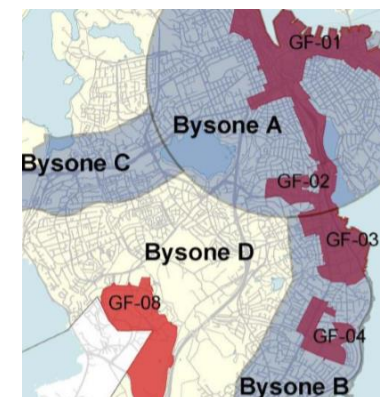 GF-01
Bysone A
Bysone C
GF-02
GF-03
Bysone D
GF-08
GF-04
Bysone B